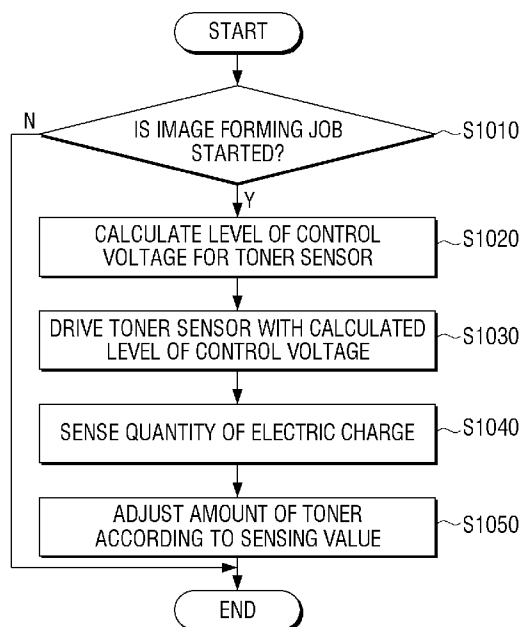 START
IS IMAGE FORMING JOB
STARTED?
S1010
N
Y
CALCULATE LEVEL OF CONTROL
VOLTAGE FOR TONER SENSOR
S1020
DRIVE TONER SENSOR WITH CALCULATED
LEVEL OF CONTROL VOLTAGE
S1030
SENSE QUANTITY OF ELECTRIC CHARGE
S1040
ADJUST AMOUNT OF TONER
ACCORDING TO SENSING VALUE
S1050
END